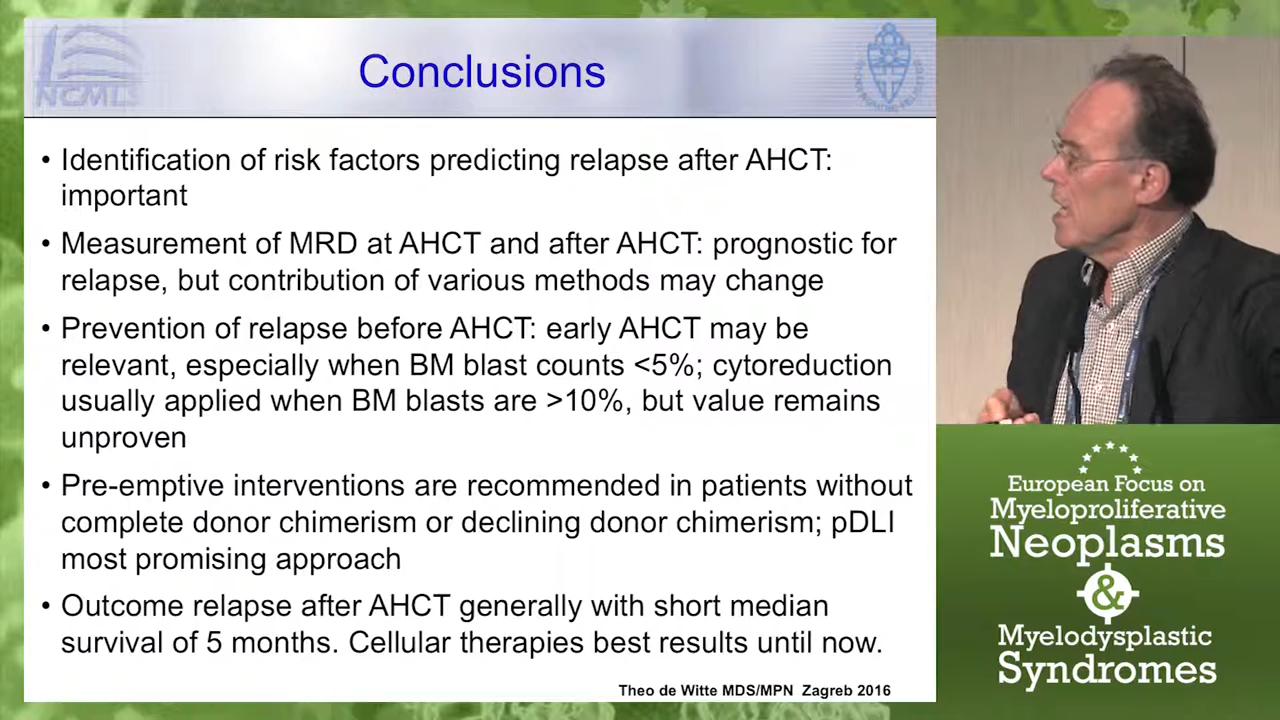 NCMLS
Conclusions
• Identification of risk factors predicting relapse after AHCT:
important
• Measurement of MRD at AHCT and after AHCT: prognostic for
relapse, but contribution of various methods may change
• Prevention of relapse before AHCT: early AHCT may be
relevant, especially when BM blast counts <5%; cytoreduction
usually applied when BM blasts are >10%, but value remains
unproven
• Pre-emptive interventions are recommended in patients without
complete donor chimerism or declining donor chimerism; pDLI
most promising approach
• Outcome relapse after AHCT generally with short median
survival of 5 months. Cellular therapies best results until now.
Theo de Witte MDS/MPN Zagreb 2016
European Focus on
Myeloproliferative
Neoplasms
&
Myelodysplastic
Syndromes